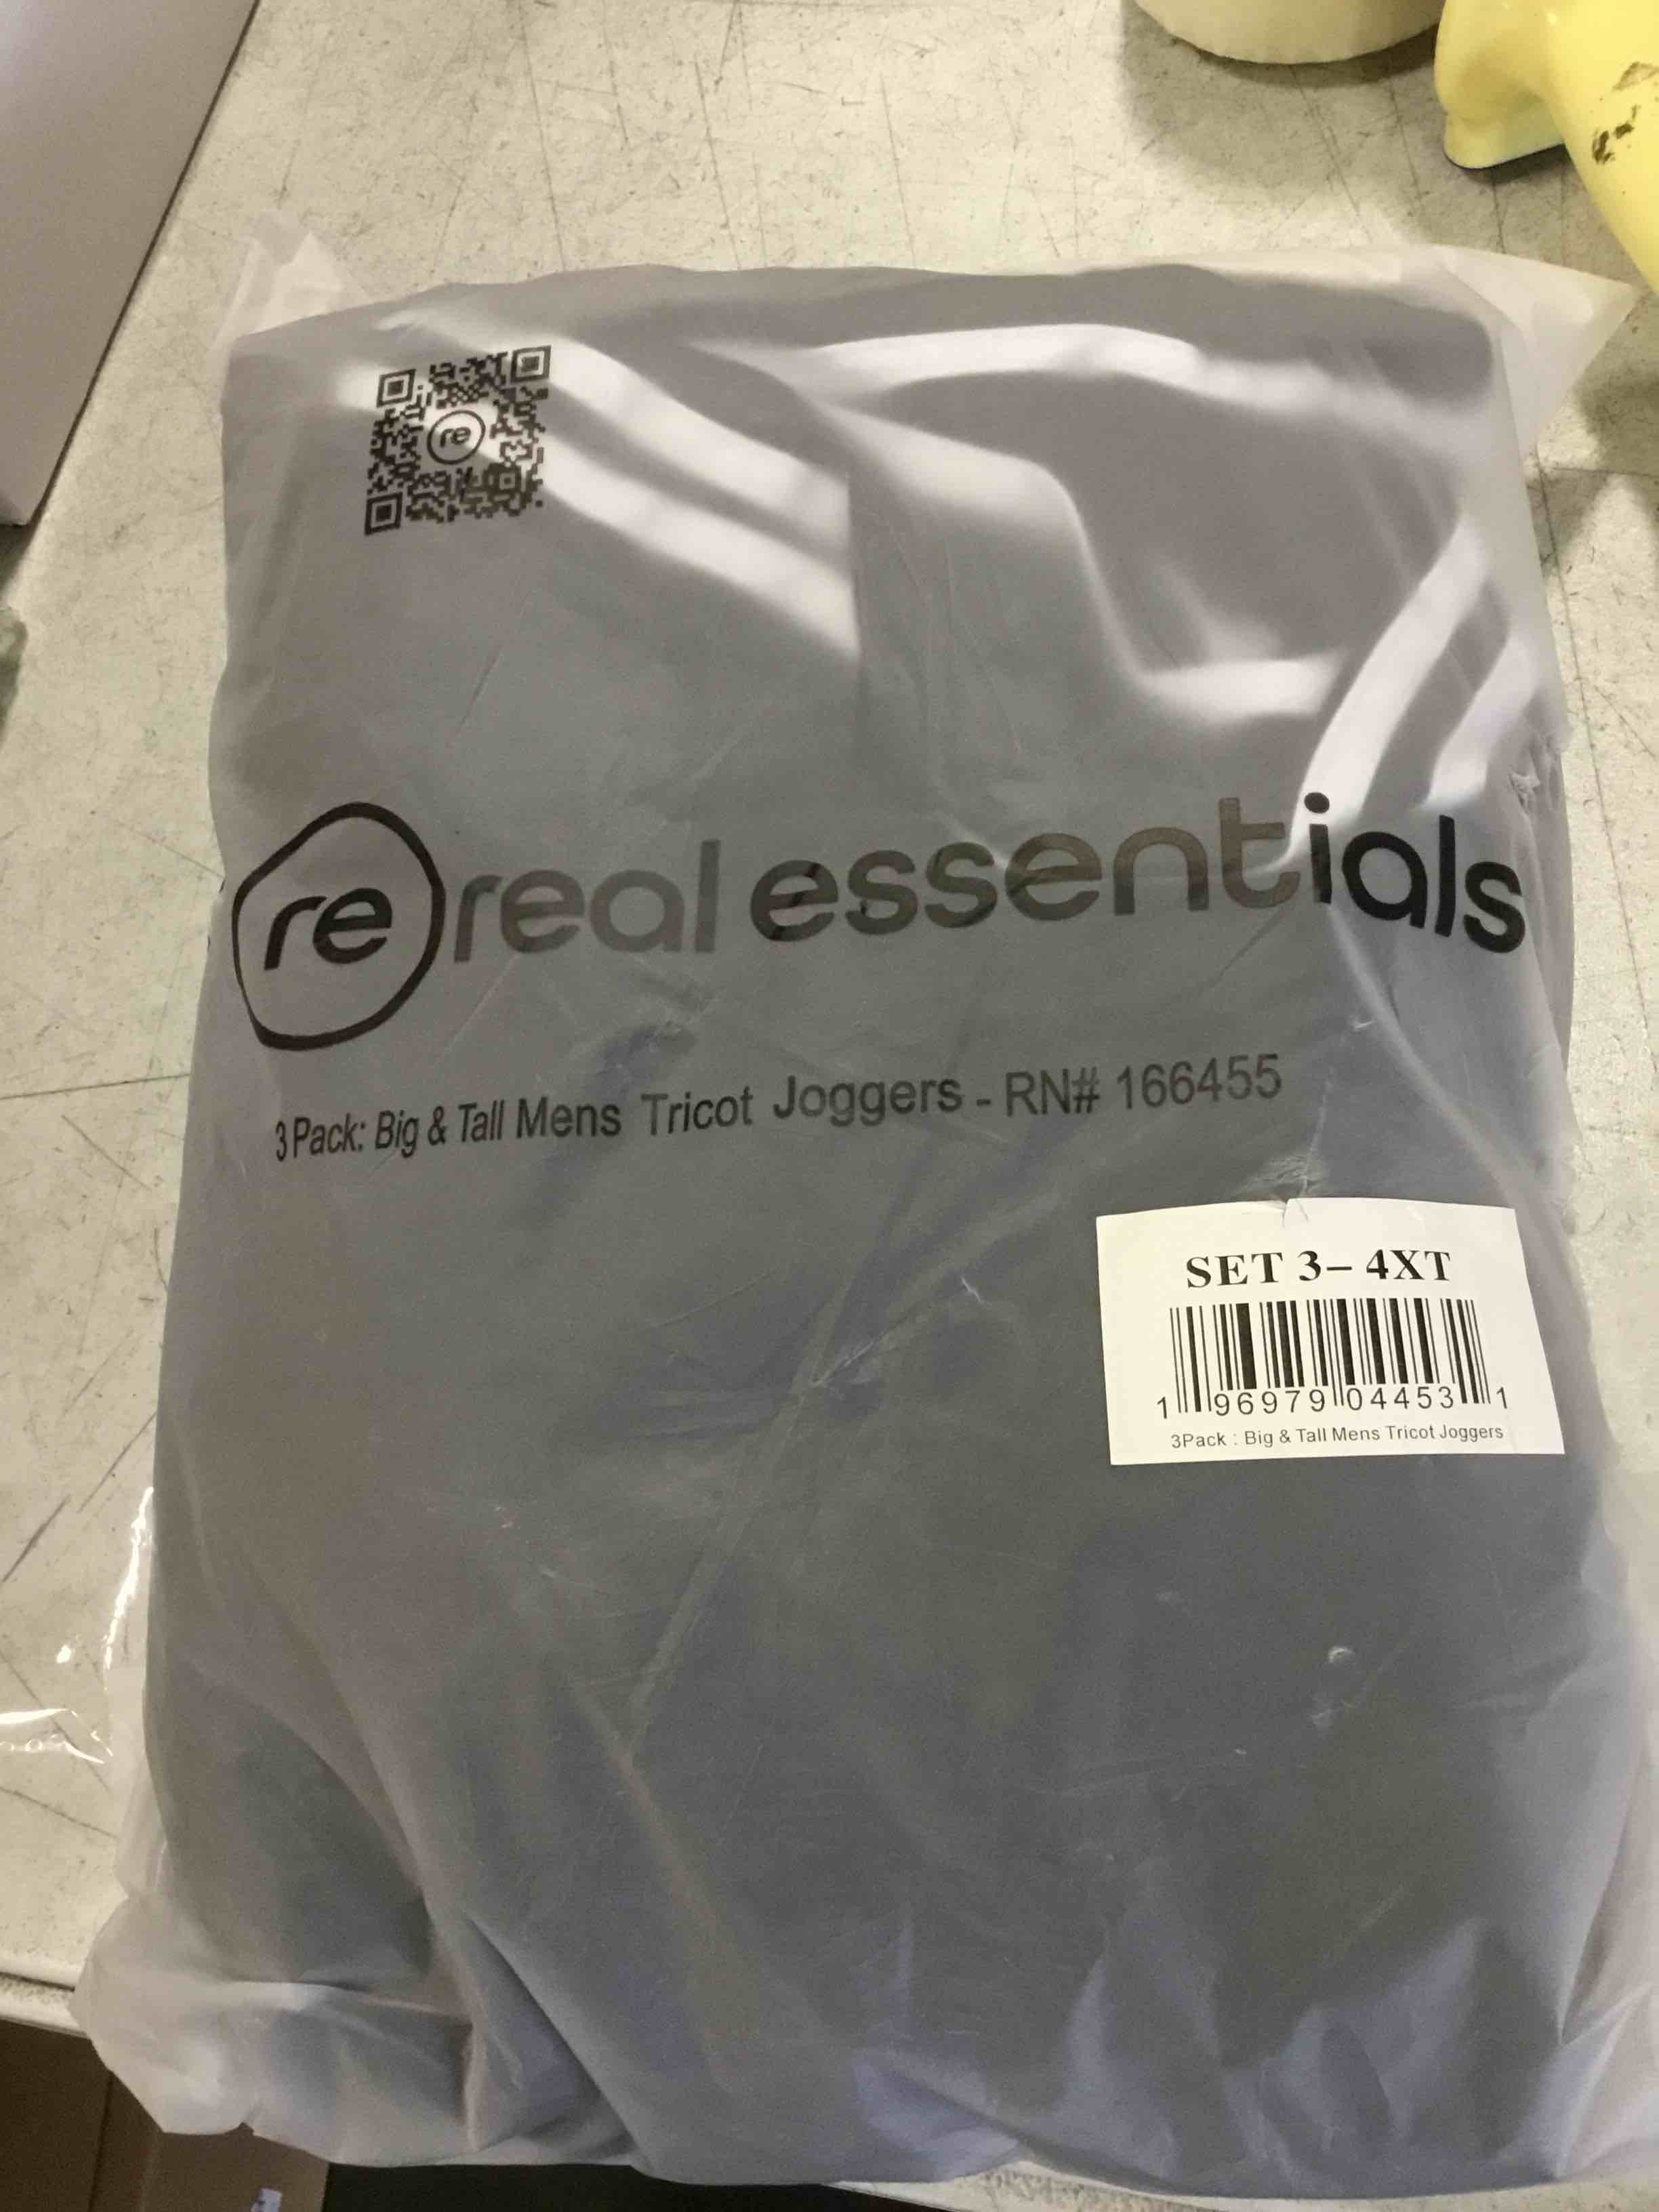 re
re real essentials
3 Pack: Big & Tall Mens Tricot Joggers - RN# 166455
SET 3- 4XT
1 96979 04453 1
3Pack : Big & Tall Mens Tricot Joggers